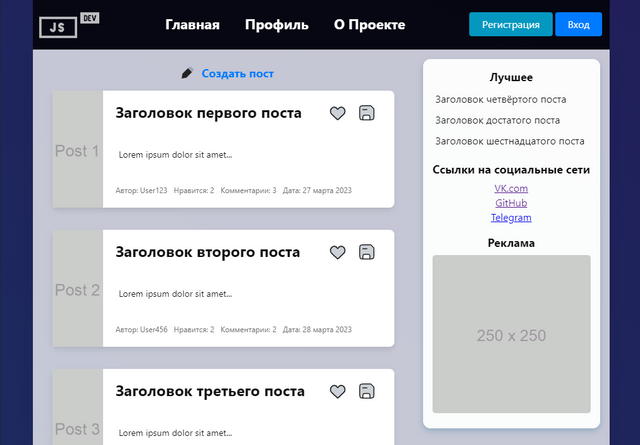 JS DEV
Главная Профиль О Проекте Регистрация Вход
Создать пост
Post 1
Заголовок первого поста
Lorem ipsum dolor sit amet...
Автор: User123 Нравится: 2 Комментарии: 3 Дата: 27 марта 2023
Post 2
Заголовок второго поста
Lorem ipsum dolor sit amet...
Автор: User456 Нравится: 2 Комментарии: 2 Дата: 28 марта 2023
Post 3
Заголовок третьего поста
Lorem ipsum dolor sit amet...
Лучшее
Заголовок четвёртого поста
Заголовок достатого поста
Заголовок шестнадцатого поста
Ссылки на социальные сети
VK.com
GitHub
Telegram
Реклама
250 x 250